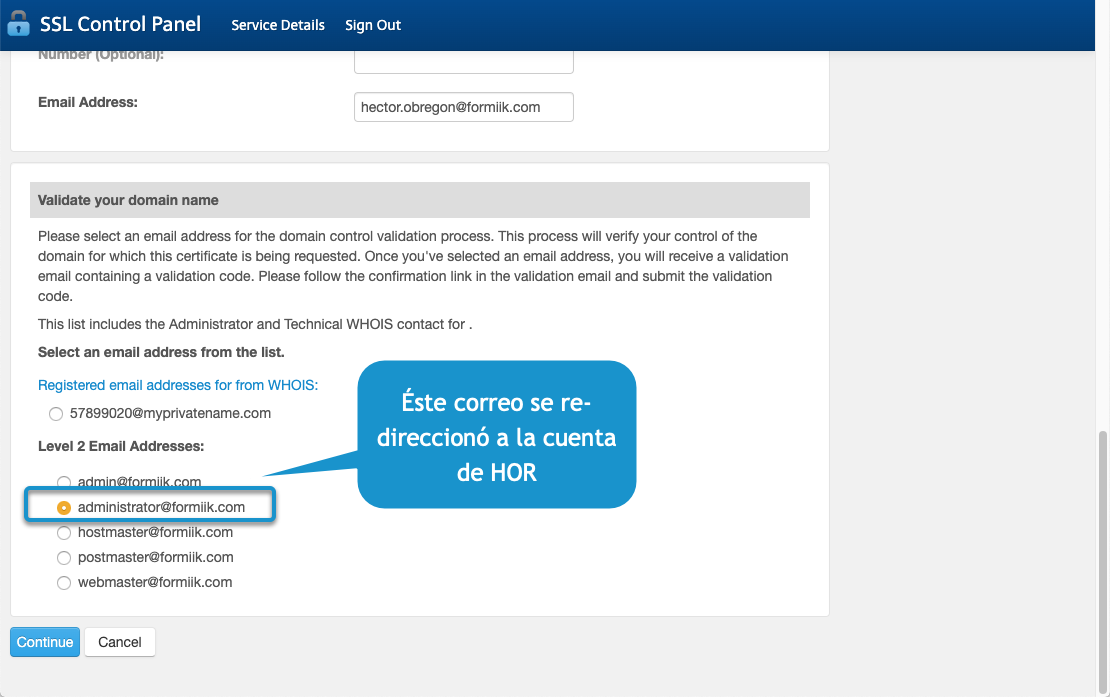 SSL Control Panel
Service Details
Sign Out
Number (Optional):
Email Address:
hector.obregon@formiik.com
Validate your domain name
Please select an email address for the domain control validation process. This process will verify your control of the
domain for which this certificate is being requested. Once you've selected an email address, you will receive a validation
email containing a validation code. Please follow the confirmation link in the validation email and submit the validation
code.
This list includes the Administrator and Technical WHOIS contact for .
Select an email address from the list.
Registered email addresses for from WHOIS:
57899020@myprivatename.com
Level 2 Email Addresses:
admin@formiik.com
administrator@formiik.com
hostmaster@formiik.com
postmaster@formiik.com
webmaster@formiik.com
Éste correo se re-
direccionó a la cuenta
de HOR
Continue
Cancel